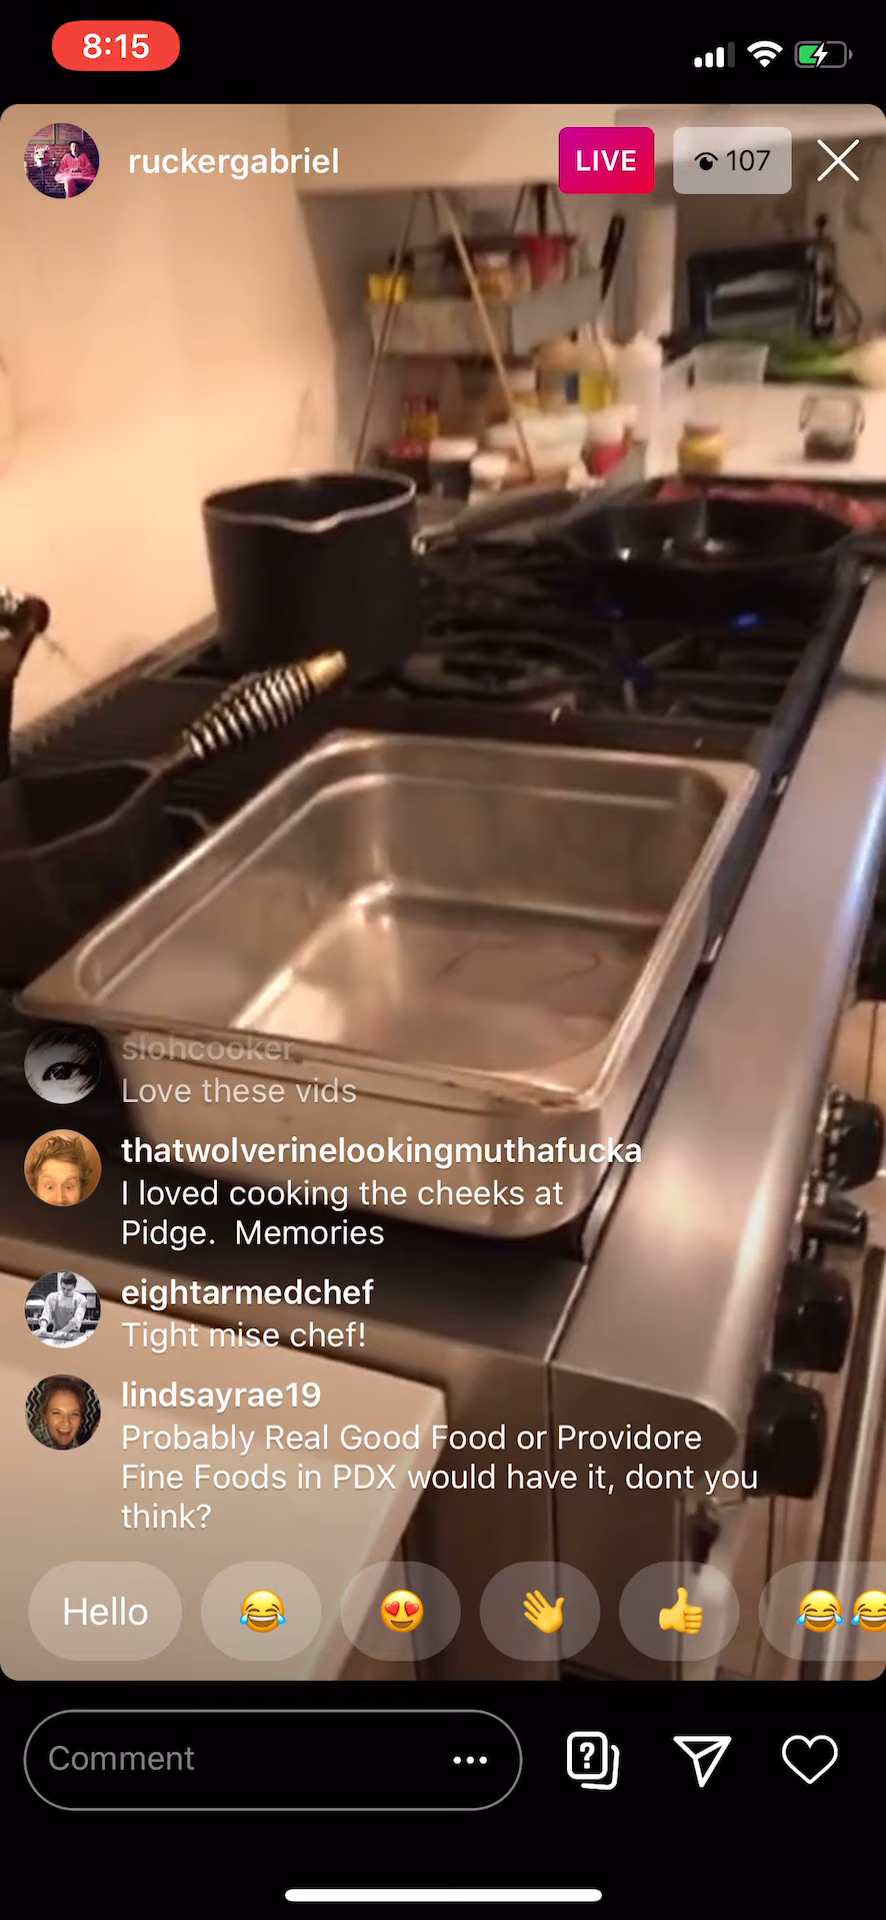 8:15
ruckergabriel
LIVE
107
slohcooker
Love these vids
thatwolverinelookingmuthafucka
I loved cooking the cheeks at
Pidge.  Memories
eightarmedchef
Tight mise chef!
lindsayrae19
Probably Real Good Food or Providore
Fine Foods in PDX would have it, dont you
think?
Hello
Comment